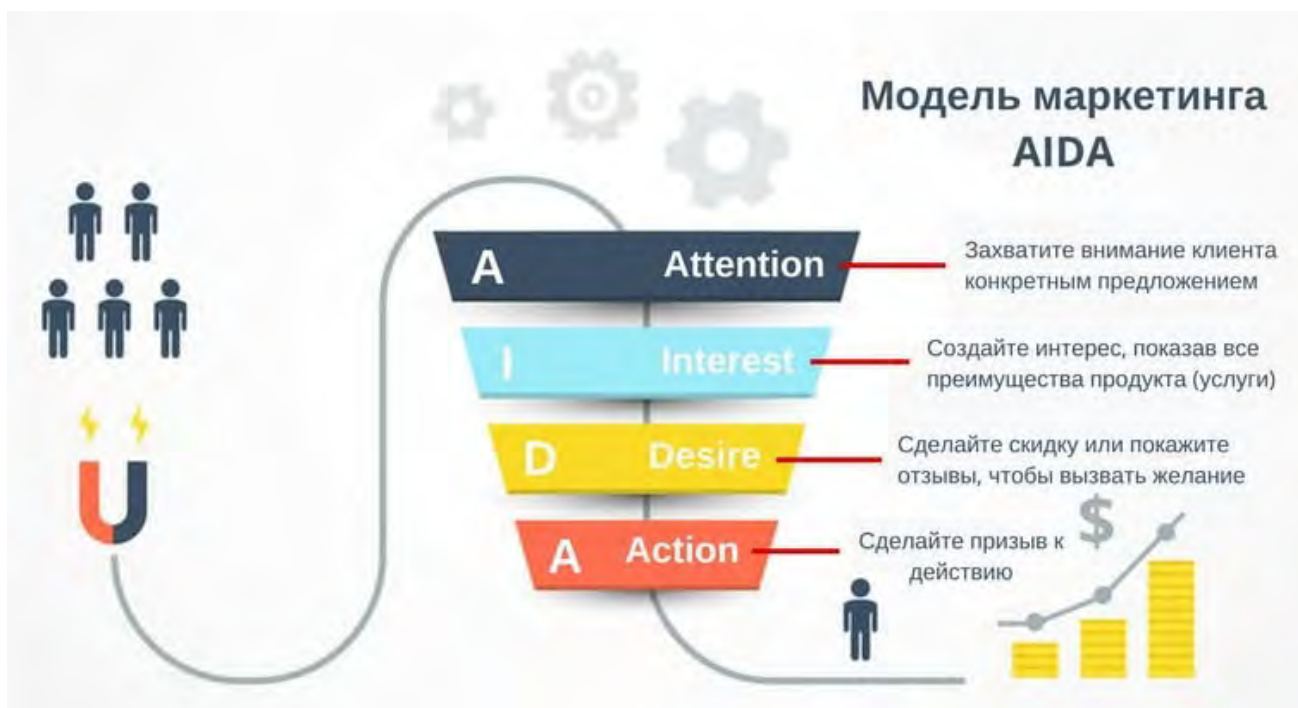 Модель маркетинга
AIDA
A Attention
Захватите внимание клиента
конкретным предложением
I Interest
Создайте интерес, показав все
преимущества продукта (услуги)
D Desire
Сделайте скидку или покажите
отзывы, чтобы вызвать желание
$
A Action
Сделайте призыв к
действию